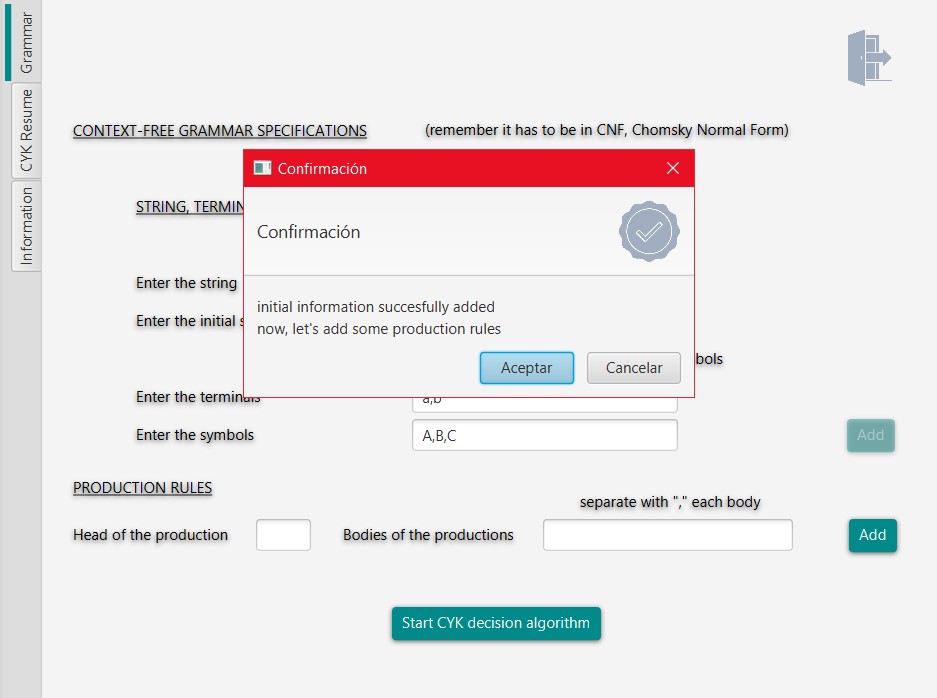 Grammar
CYK Resume
Information
CONTEXT-FREE GRAMMAR SPECIFICATIONS (remember it has to be in CNF, Chomsky Normal Form)
Confirmación
STRING, TERMIN
Confirmación
Enter the string
initial information succesfully added
Enter the initial s
now, let's add some production rules
bols
Aceptar Cancelar
Enter the terminals a,b
Enter the symbols A,B,C Add
PRODUCTION RULES
separate with "," each body
Head of the production Bodies of the productions Add
Start CYK decision algorithm